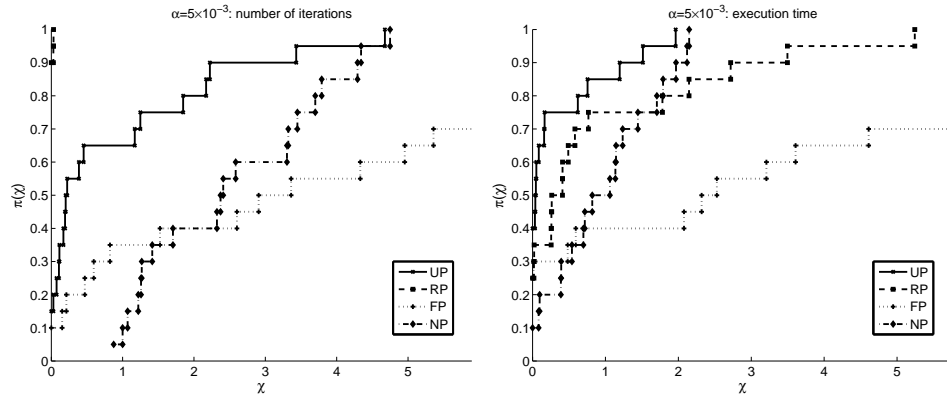 α=5×10⁻³: number of iterations
1
0.9
0.8
0.7
0.6
0.5
0.4
0.3
0.2
0.1
0
π(χ)
0 1 2 3 4 5
χ
UP
RP
FP
NP
α=5×10⁻³: execution time
1
0.9
0.8
0.7
0.6
0.5
0.4
0.3
0.2
0.1
0
π(χ)
0 1 2 3 4 5
χ
UP
RP
FP
NP